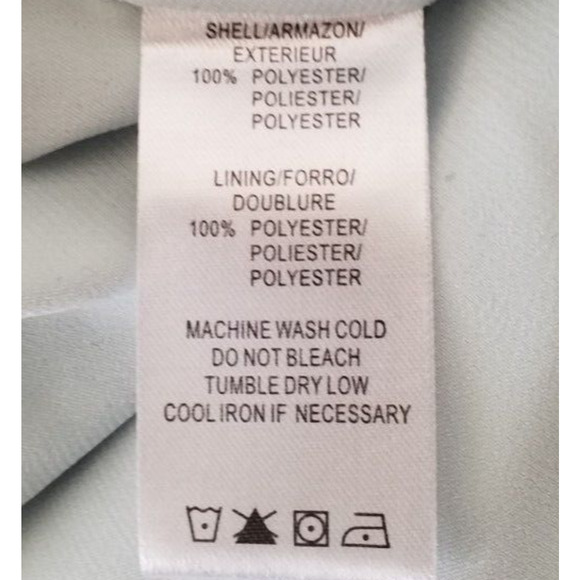 SHELL/ARMAZON/
EXTERIEUR
100% POLYESTER/
POLIESTER/
POLYESTER
LINING/FORRO/
DOUBLURE
100% POLYESTER/
POLIESTER/
POLYESTER
MACHINE WASH COLD
DO NOT BLEACH
TUMBLE DRY LOW
COOL IRON IF NECESSARY